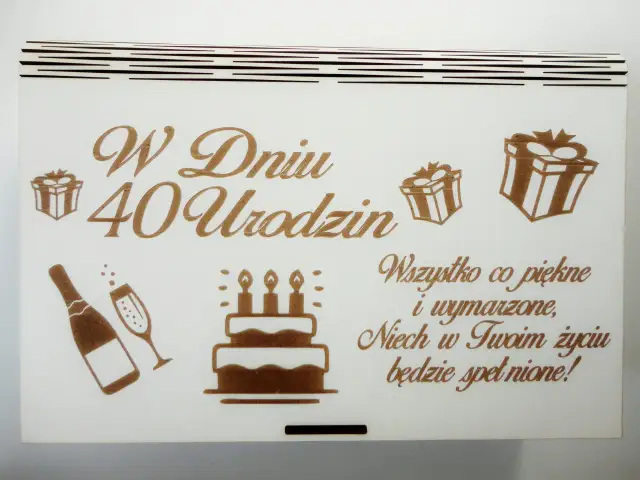 W Dniu
40 Urodzin
Wszystko co piękne
i wymarzone,
Niech w Twoim życiu
będzie spełnione!